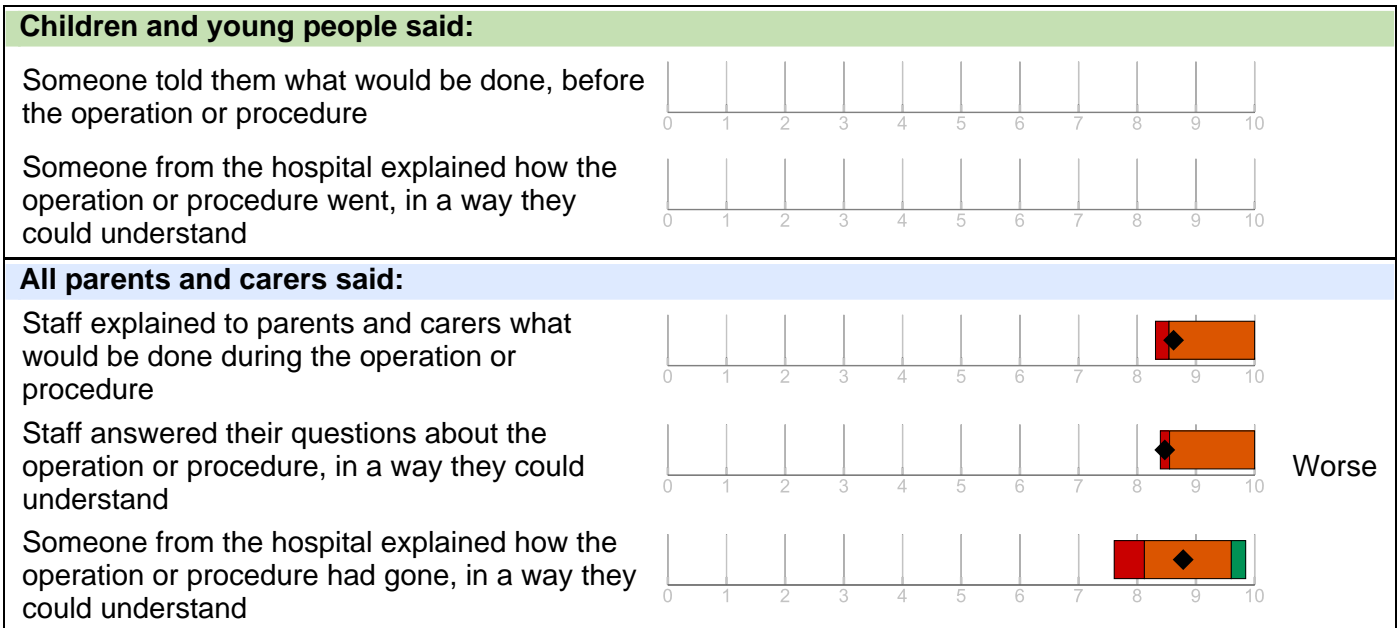 Children and young people said:
Someone told them what would be done, before
the operation or procedure
0 1 2 3 4 5 6 7 8 9 10
Someone from the hospital explained how the
operation or procedure went, in a way they
could understand
0 1 2 3 4 5 6 7 8 9 10
All parents and carers said:
Staff explained to parents and carers what
would be done during the operation or
procedure
0 1 2 3 4 5 6 7 8 9 10
Staff answered their questions about the
operation or procedure, in a way they could
understand
0 1 2 3 4 5 6 7 8 9 10
Worse
Someone from the hospital explained how the
operation or procedure had gone, in a way they
could understand
0 1 2 3 4 5 6 7 8 9 10